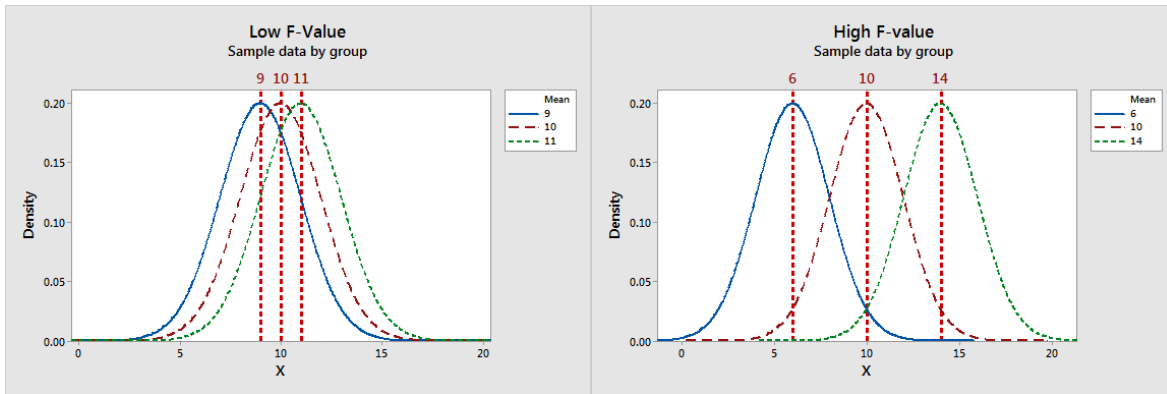 Low F-Value
Sample data by group
9 10 11
0.20
0.15
0.10
0.05
0.00
Density
0 5 10 15 20
X
Mean
9
10
11
High F-value
Sample data by group
6 10 14
0.20
0.15
0.10
0.05
0.00
Density
0 5 10 15 20
X
Mean
6
10
14